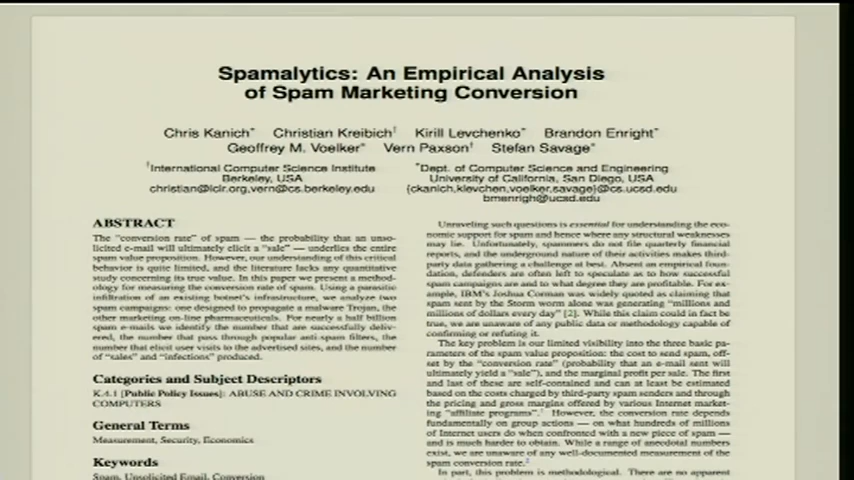 Spamalytics: An Empirical Analysis
of Spam Marketing Conversion
Chris Kanich* Christian Kreibich† Kirill Levchenko* Brandon Enright*
Geoffrey M. Voelker* Vern Paxson† Stefan Savage*
†International Computer Science Institute
Berkeley, USA
christian@icir.org,vern@cs.berkeley.edu
*Dept. of Computer Science and Engineering
University of California, San Diego, USA
{ckanich,klevchen,voelker,savage}@cs.ucsd.edu
bmenrigh@ucsd.edu
ABSTRACT
The "conversion rate" of spam — the probability that an unso-
licited e-mail will ultimately elicit a "sale" — underlies the entire
spam value proposition. However, our understanding of this critical
behavior is quite limited, and the literature lacks any quantitative
study concerning its true value. In this paper we present a method-
ology for measuring the conversion rate of spam. Using a parasitic
infiltration of an existing botnet's infrastructure, we analyze two
spam campaigns: one designed to propagate a malware Trojan, the
other marketing on-line pharmaceuticals. For nearly a half billion
spam e-mails we identify the number that are successfully deliv-
ered, the number that pass through popular anti-spam filters, the
number that elicit user visits to the advertised sites, and the number
of "sales" and "infections" produced.
Categories and Subject Descriptors
K.4.1 [Public Policy Issues]: ABUSE AND CRIME INVOLVING
COMPUTERS
General Terms
Measurement, Security, Economics
Keywords
Spam, Unsolicited Email, Conversion
Unraveling such questions is essential for understanding the eco-
nomic support for spam and hence where any structural weaknesses
may lie. Unfortunately, spammers do not file quarterly financial
reports, and the underground nature of their activities makes third-
party data gathering a challenge at best. Absent an empirical foun-
dation, defenders are often left to speculate as to how successful
spam campaigns are and to what degree they are profitable. For ex-
ample, IBM's Joshua Corman was widely quoted as claiming that
spam sent by the Storm worm alone was generating "millions and
millions of dollars every day" [2]. While this claim could in fact be
true, we are unaware of any public data or methodology capable of
confirming or refuting it.
The key problem is our limited visibility into the three basic pa-
rameters of the spam value proposition: the cost to send spam, off-
set by the "conversion rate" (probability that an email sent will
ultimately yield a "sale"), and the marginal profit per sale. The first
and last of these are self-contained and can at least be estimated
based on the costs charged by third-party spam senders and through
the pricing and gross margins offered by various Internet market-
ing "affiliate programs".¹ However, the conversion rate depends
fundamentally on group actions — on what hundreds of millions
of Internet users do when confronted with a new piece of spam —
and is much harder to obtain. While a range of anecdotal numbers
exist, we are unaware of any well-documented measurement of the
spam conversion rate.²
In part, this problem is methodological. There are no apparent